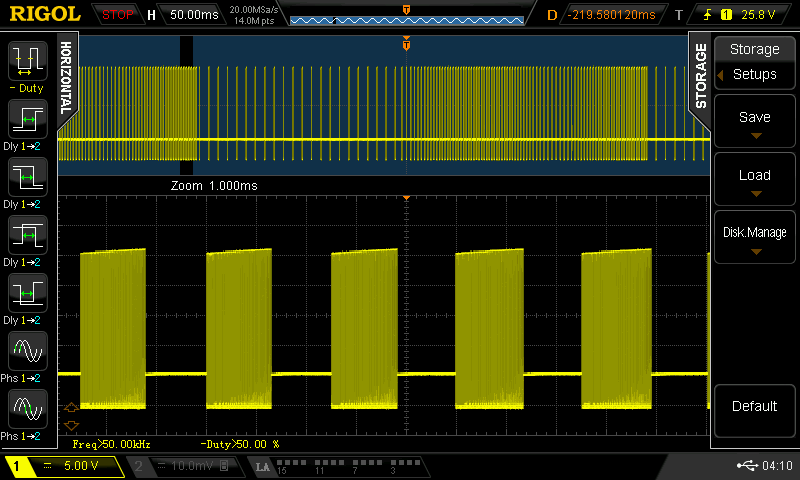 RIGOL STOP H 50.00ms 20.00MSa/s 14.0M pts D -219.580120ms T 1 25.8 V
HORIZONTAL
- Duty
Dly 1→2
Dly 1→2
Dly 1→2
Dly 1→2
Phs 1→2
Phs 1→2
T
T
Zoom 1.000ms
Freq>50.00kHz -Duty>50.00 %
STORAGE
Storage
Setups
Save
Load
Disk.Manage
Default
1 = 5.00 V 2 = 10.0mV LA 15 11 7 3 04:10